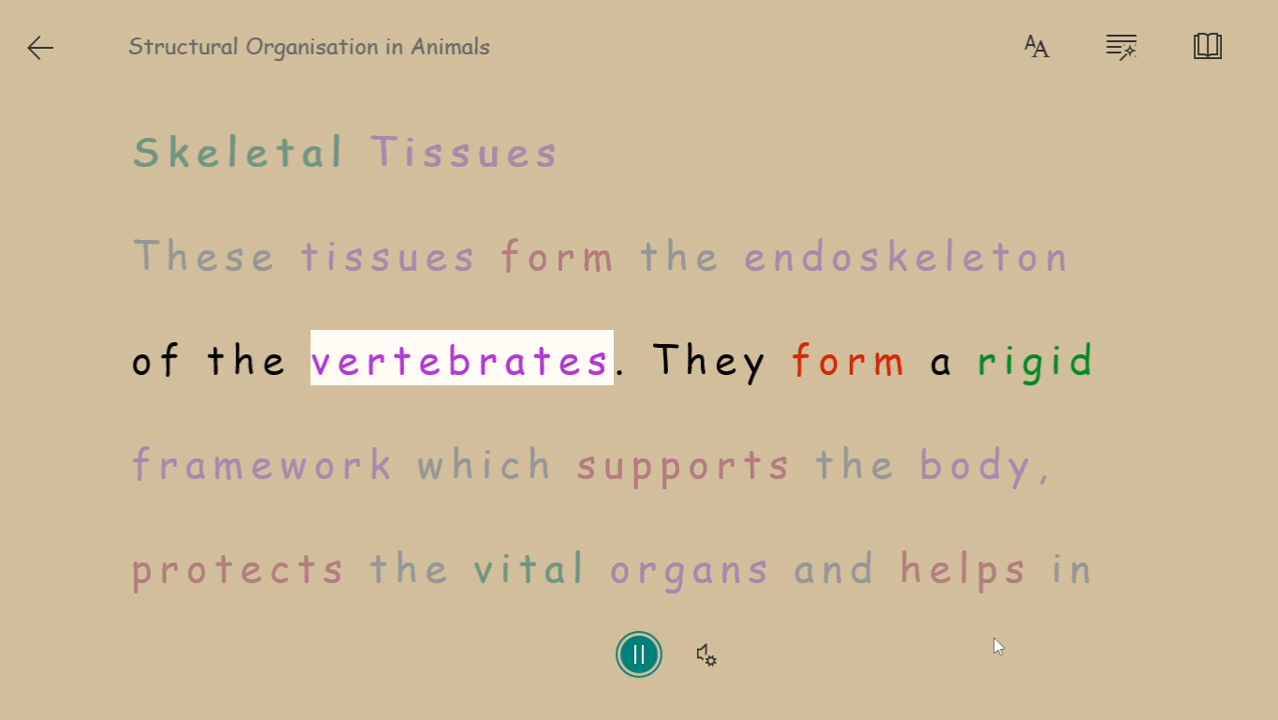 Structural Organisation in Animals
Skeletal Tissues
These tissues form the endoskeleton
of the vertebrates. They form a rigid
framework which supports the body,
protects the vital organs and helps in